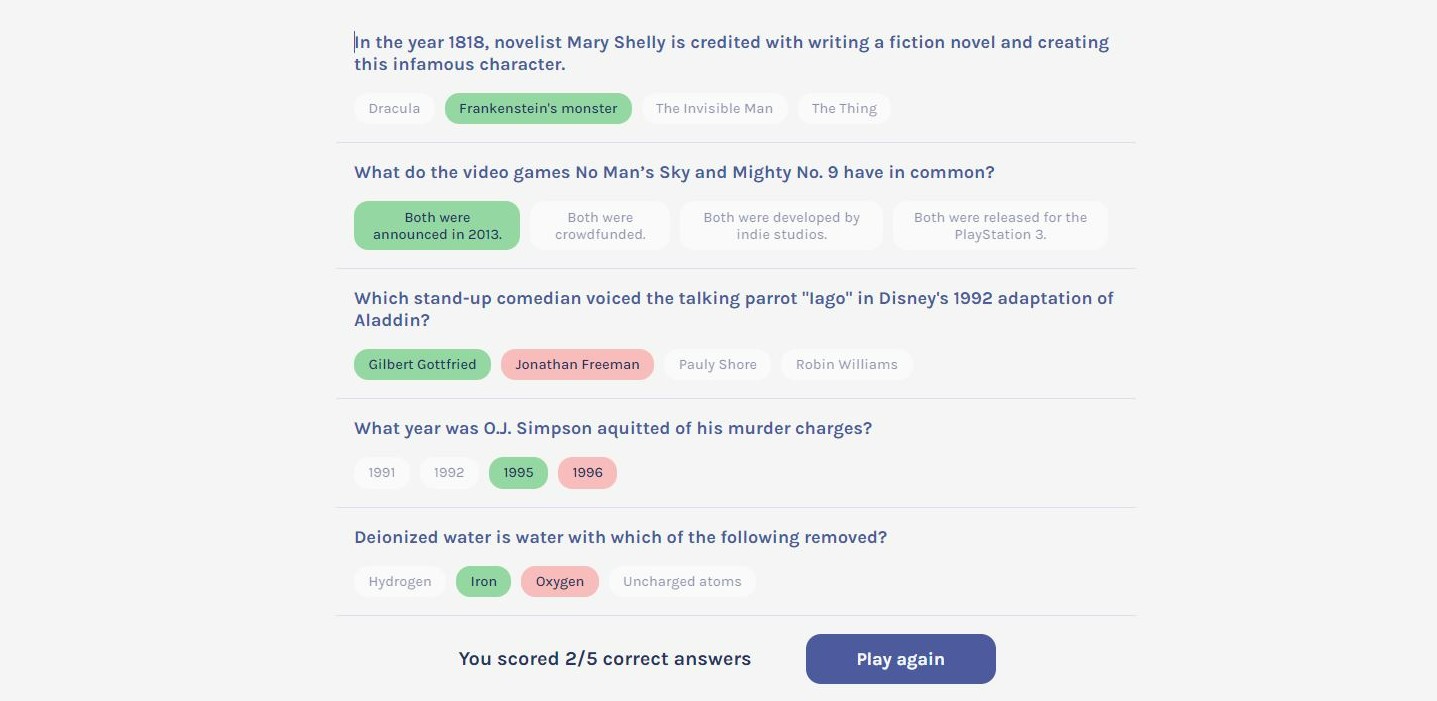 In the year 1818, novelist Mary Shelly is credited with writing a fiction novel and creating
this infamous character.
Dracula Frankenstein's monster The Invisible Man The Thing
What do the video games No Man’s Sky and Mighty No. 9 have in common?
Both were
announced in 2013.
Both were
crowdfunded.
Both were developed by
indie studios.
Both were released for the
PlayStation 3.
Which stand-up comedian voiced the talking parrot "Iago" in Disney's 1992 adaptation of
Aladdin?
Gilbert Gottfried Jonathan Freeman Pauly Shore Robin Williams
What year was O.J. Simpson aquitted of his murder charges?
1991 1992 1995 1996
Deionized water is water with which of the following removed?
Hydrogen Iron Oxygen Uncharged atoms
You scored 2/5 correct answers Play again